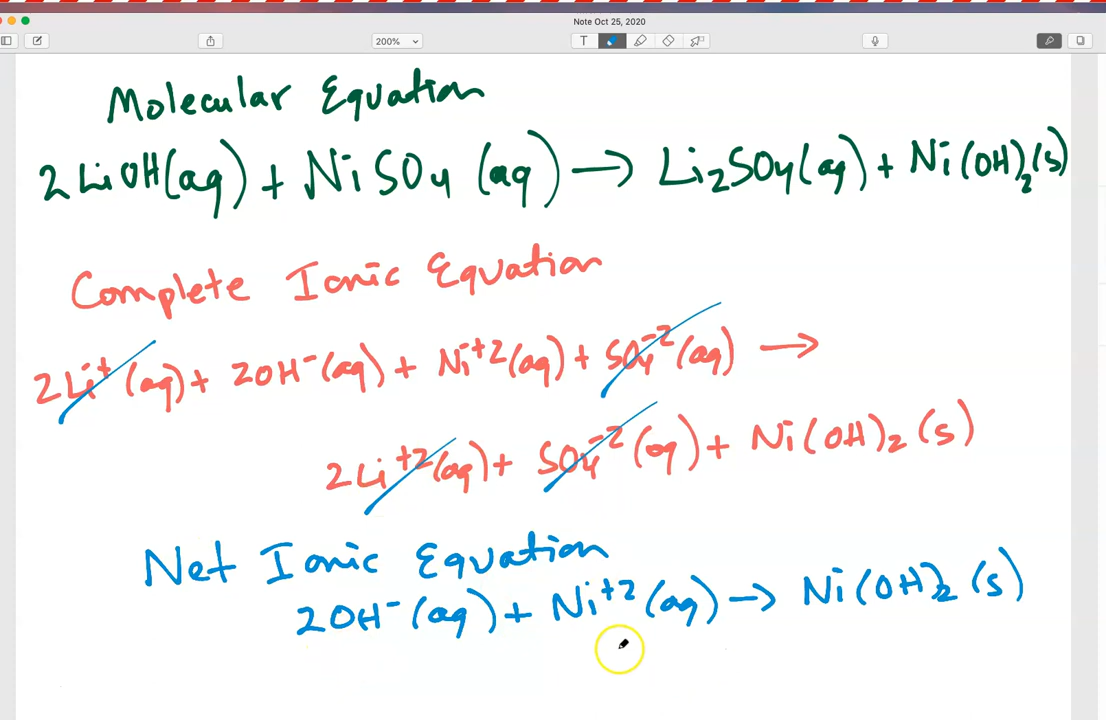 Note Oct 25, 2020
200%
T
Molecular Equation
2LiOH(aq) + NiSO4 (aq) → Li2SO4(aq) + Ni(OH)2(s)
Complete Ionic Equation
2Li+ (aq) + 2OH-(aq) + Ni+2(aq) + SO4-2(aq) →
2Li+2(aq) + SO4-2(aq) + Ni(OH)2(s)
Net Ionic Equation
2OH-(aq) + Ni+2(aq) → Ni(OH)2(s)